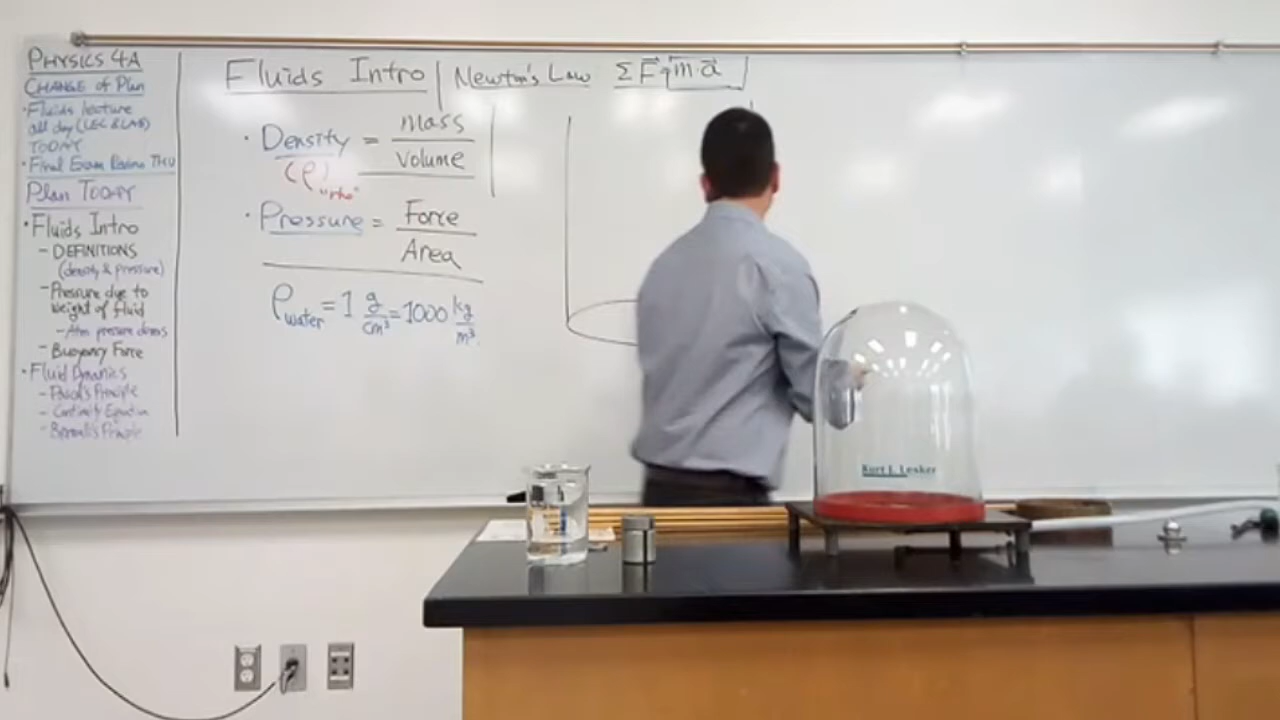 PHYSICS 4A
CHANGE of Plan
• Fluids lecture
all day (LEC & LAB)
TODAY
• Final Exam Review THU
Plan TODAY
• Fluids Intro
- DEFINITIONS
(density & pressure)
- Pressure due to
Weight of Fluid
- Atm pressure demos
- Buoyancy Force
• Fluid Dynamics
- Pascal's Principle
- Continuity Equation
- Bernoulli's Principle
Fluids Intro | Newton's Law ΣF⃗ = m·a⃗
• Density = mass / volume
(ρ) "rho"
• Pressure = Force / Area
ρwater = 1 g/cm³ = 1000 kg/m³
Kurt J. Lesker